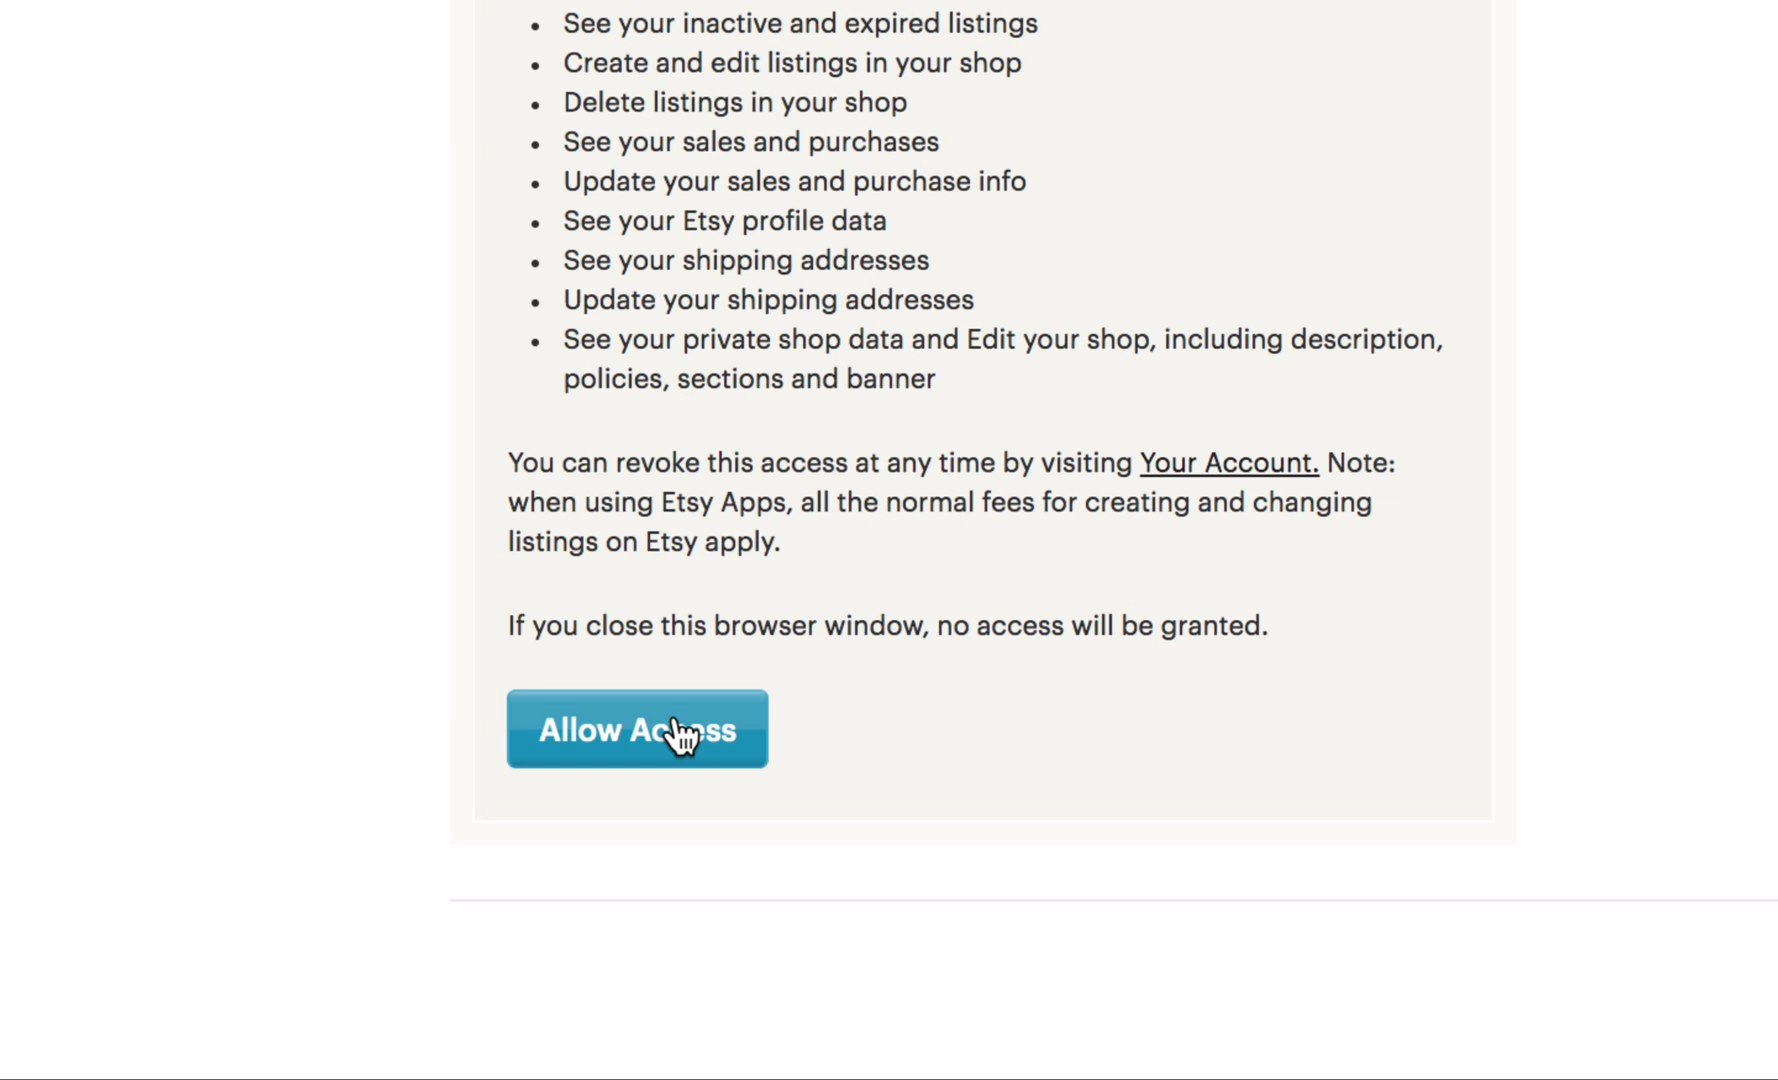 See your inactive and expired listings
Create and edit listings in your shop
Delete listings in your shop
See your sales and purchases
Update your sales and purchase info
See your Etsy profile data
See your shipping addresses
Update your shipping addresses
See your private shop data and Edit your shop, including description,
policies, sections and banner
You can revoke this access at any time by visiting Your Account. Note:
when using Etsy Apps, all the normal fees for creating and changing
listings on Etsy apply.
If you close this browser window, no access will be granted.
Allow Access